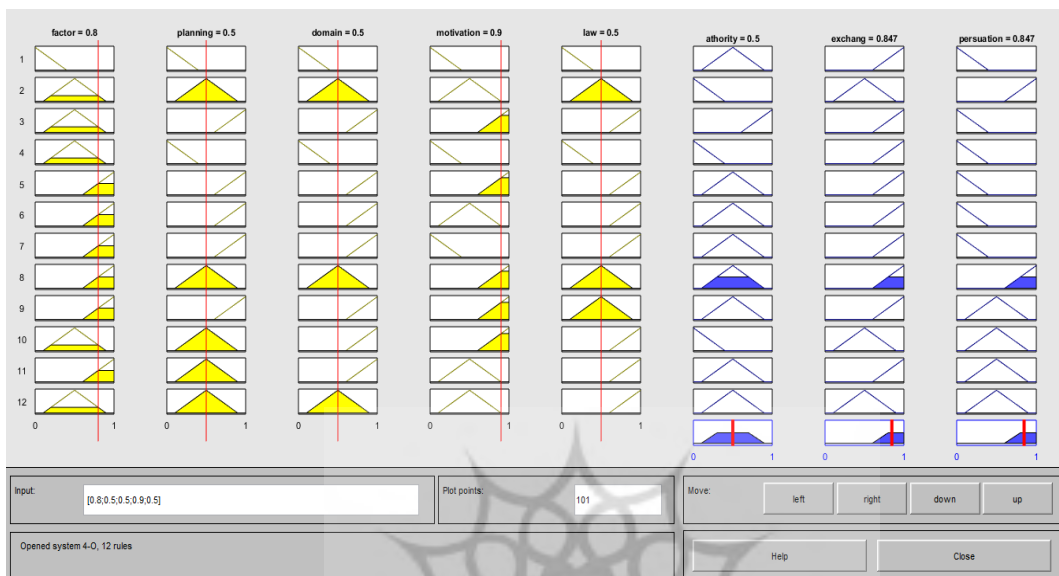 factor = 0.8 planning = 0.5 domain = 0.5 motivation = 0.9 law = 0.5 athority = 0.5 exchang = 0.847 persuation = 0.847
1
2
3
4
5
6
7
8
9
10
11
12
0 1 0 1 0 1 0 1 0 1
0 1 0 1 0 1
Input: [0.8;0.5;0.5;0.9;0.5] Plot points: 101 Move: left right down up
Opened system 4-O, 12 rules Help Close